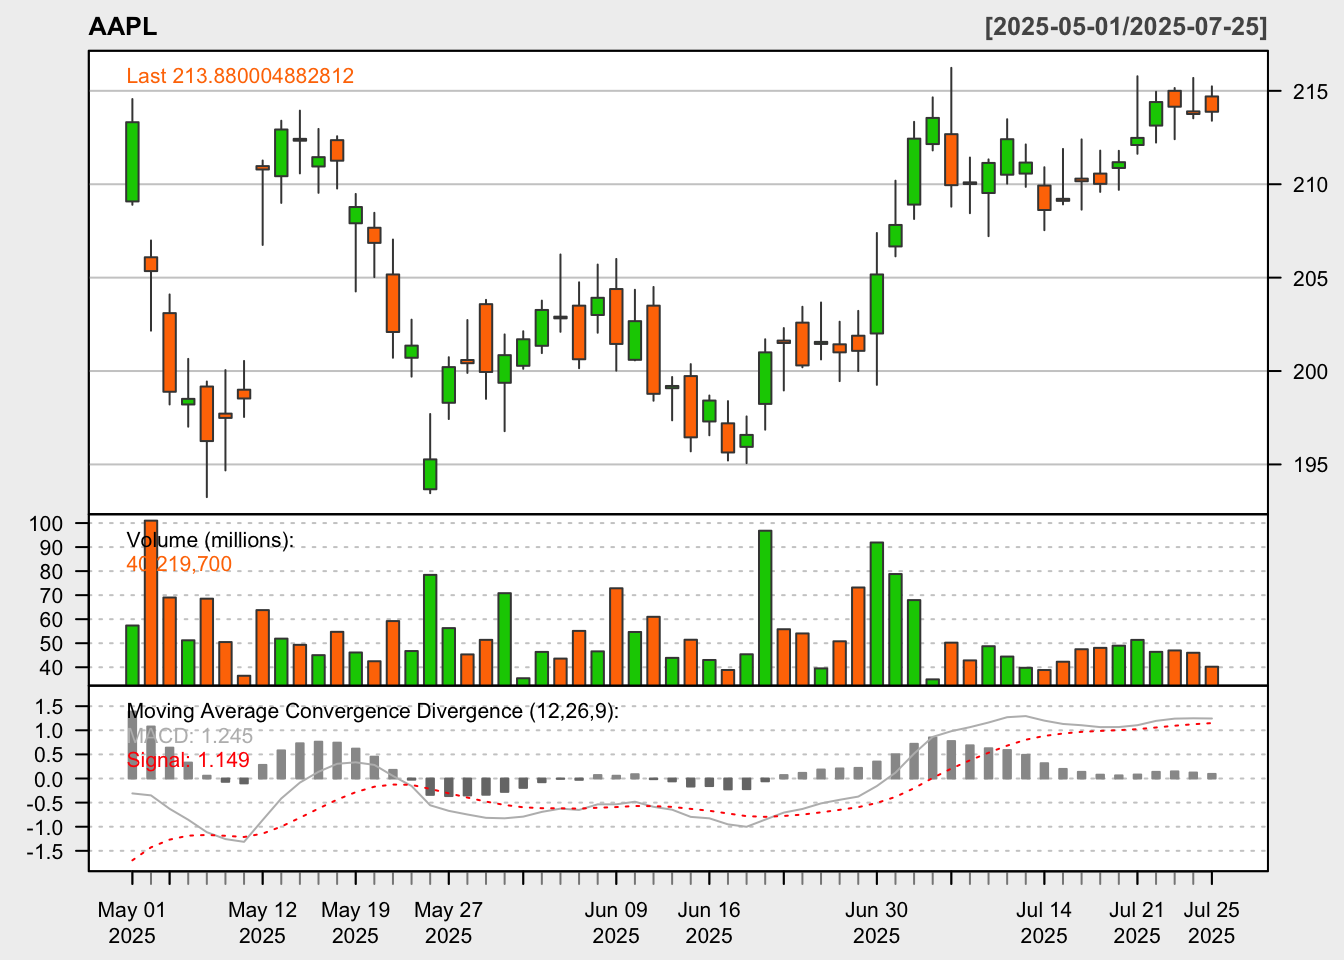 AAPL [2025-05-01/2025-07-25]
Last 213.880004882812
215
210
205
200
195
Volume (millions):
40,219,700
100
90
80
70
60
50
40
Moving Average Convergence Divergence (12,26,9):
MACD: 1.245
Signal: 1.149
1.5
1.0
0.5
0.0
-0.5
-1.0
-1.5
May 01 May 12 May 19 May 27 Jun 09 Jun 16 Jun 30 Jul 14 Jul 21 Jul 25
2025 2025 2025 2025 2025 2025 2025 2025 2025 2025